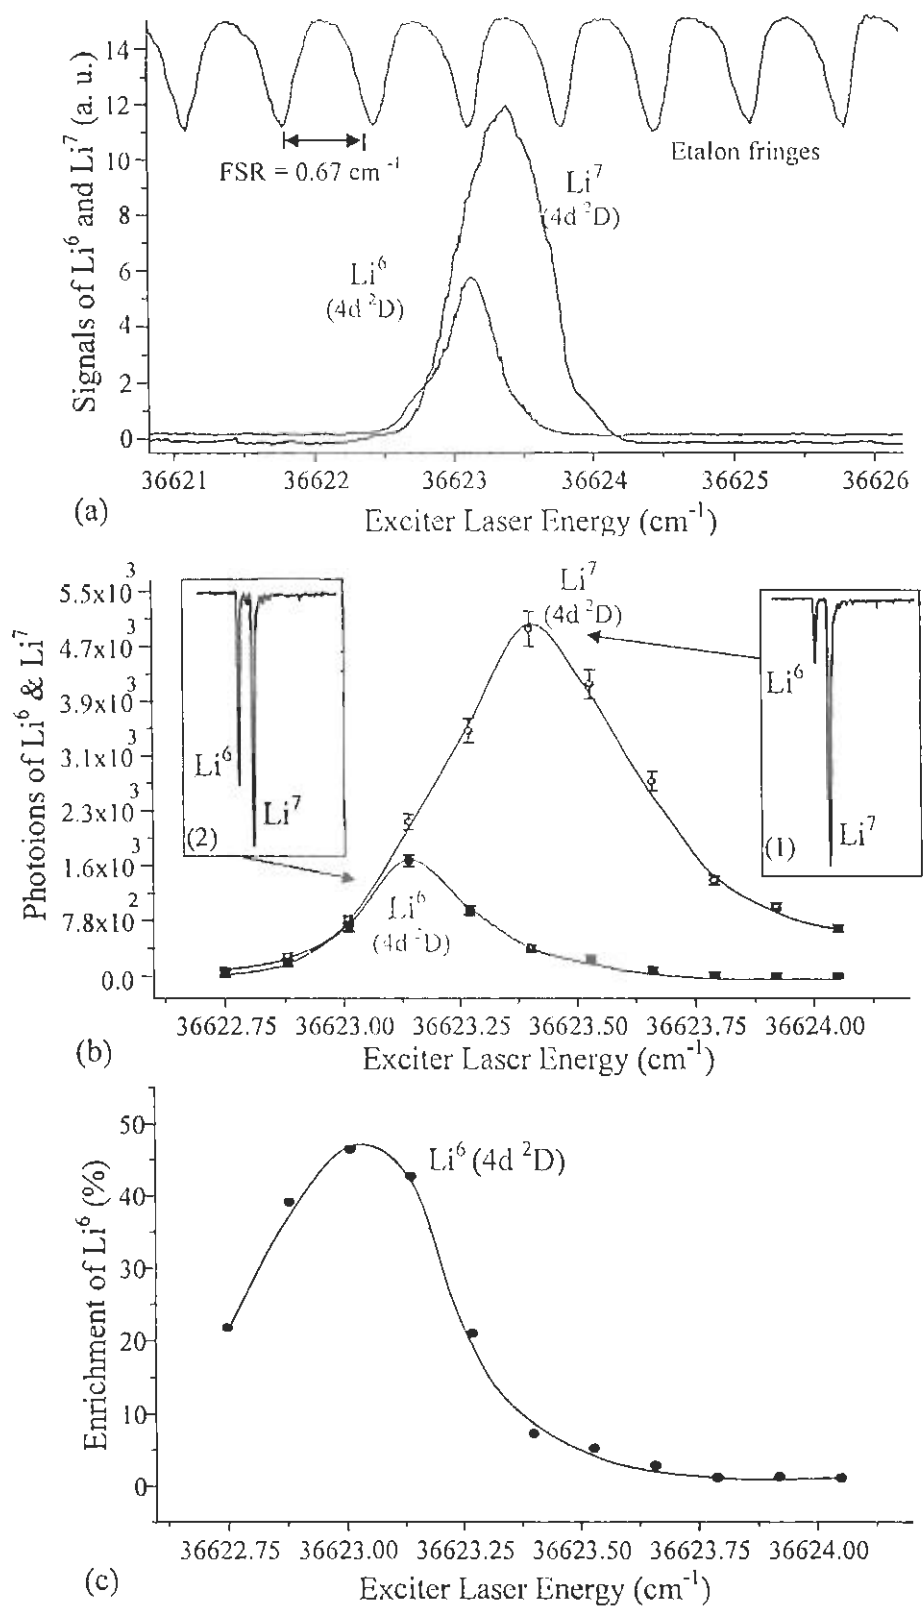 14
12
10
8
6
4
2
0
Signals of Li⁶ and Li⁷ (a. u.)
FSR = 0.67 cm⁻¹
Etalon fringes
Li⁷
(4d ²D)
Li⁶
(4d ²D)
36621 36622 36623 36624 36625 36626
(a)
Exciter Laser Energy (cm⁻¹)
5.5x10³
4.7x10³
3.9x10³
3.1x10³
2.3x10³
1.6x10³
7.8x10²
0.0
Photoions of Li⁶ & Li⁷
Li⁷
(4d ²D)
Li⁶
Li⁷
(2)
Li⁶
Li⁷
(1)
Li⁶
(4d ²D)
36622.75 36623.00 36623.25 36623.50 36623.75 36624.00
(b)
Exciter Laser Energy (cm⁻¹)
50
40
30
20
10
0
Enrichment of Li⁶ (%)
Li⁶ (4d ²D)
36622.75 36623.00 36623.25 36623.50 36623.75 36624.00
(c)
Exciter Laser Energy (cm⁻¹)